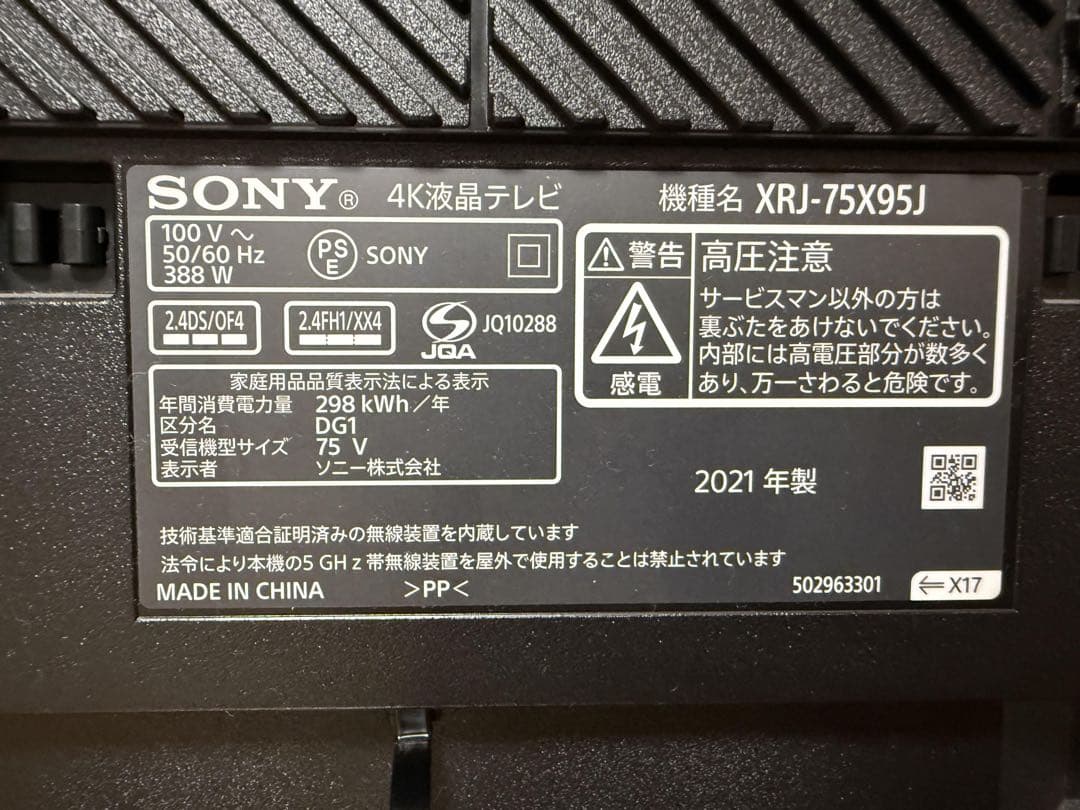 SONY® 4K液晶テレビ 機種名 XRJ-75X95J
100 V ～
50/60 Hz
388 W
PS
E
SONY
2.4DS/OF4
2.4FH1/XX4
JQA
JQ10288
家庭用品品質表示法による表示
年間消費電力量 298 kWh／年
区分名 DG1
受信機型サイズ 75 V
表示者 ソニー株式会社
警告
感電
高圧注意
サービスマン以外の方は
裏ぶたをあけないでください。
内部には高電圧部分が数多く
あり、万一さわると危険です。
2021 年製
技術基準適合証明済みの無線装置を内蔵しています
法令により本機の5 GHz帯無線装置を屋外で使用することは禁止されています
MADE IN CHINA >PP< 502963301 ⇐X17